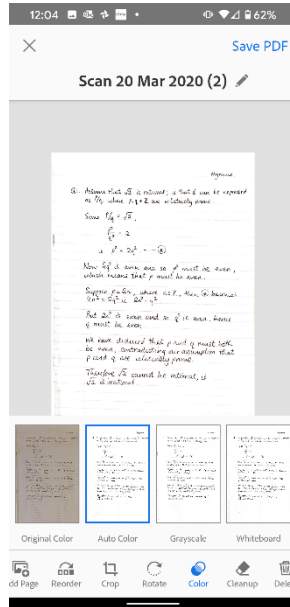 12:04
62%
Save PDF
Scan 20 Mar 2020 (2)
Q. Assume that √2 is rational; ie that it can be expressed
as p/q, where p, q ∈ Z are relatively prime.
Since p/q = √2,
p²/q² = 2
∴ p² = 2q²
Now 2q² is even and so p² must be even,
which means that p must be even.
Suppose p = 2n, where n ∈ Z, then becomes
4n² = 2q² ie 2n² = q²
But 2n² is even and so q² is even, hence
q must be even
We have deduced that p and q must both
be even, contradicting our assumption that
p and q are relatively prime.
Therefore √2 cannot be rational, ie
√2 is irrational.
Original Color
Auto Color
Grayscale
Whiteboard
dd Page
Reorder
Crop
Rotate
Color
Cleanup
Dele